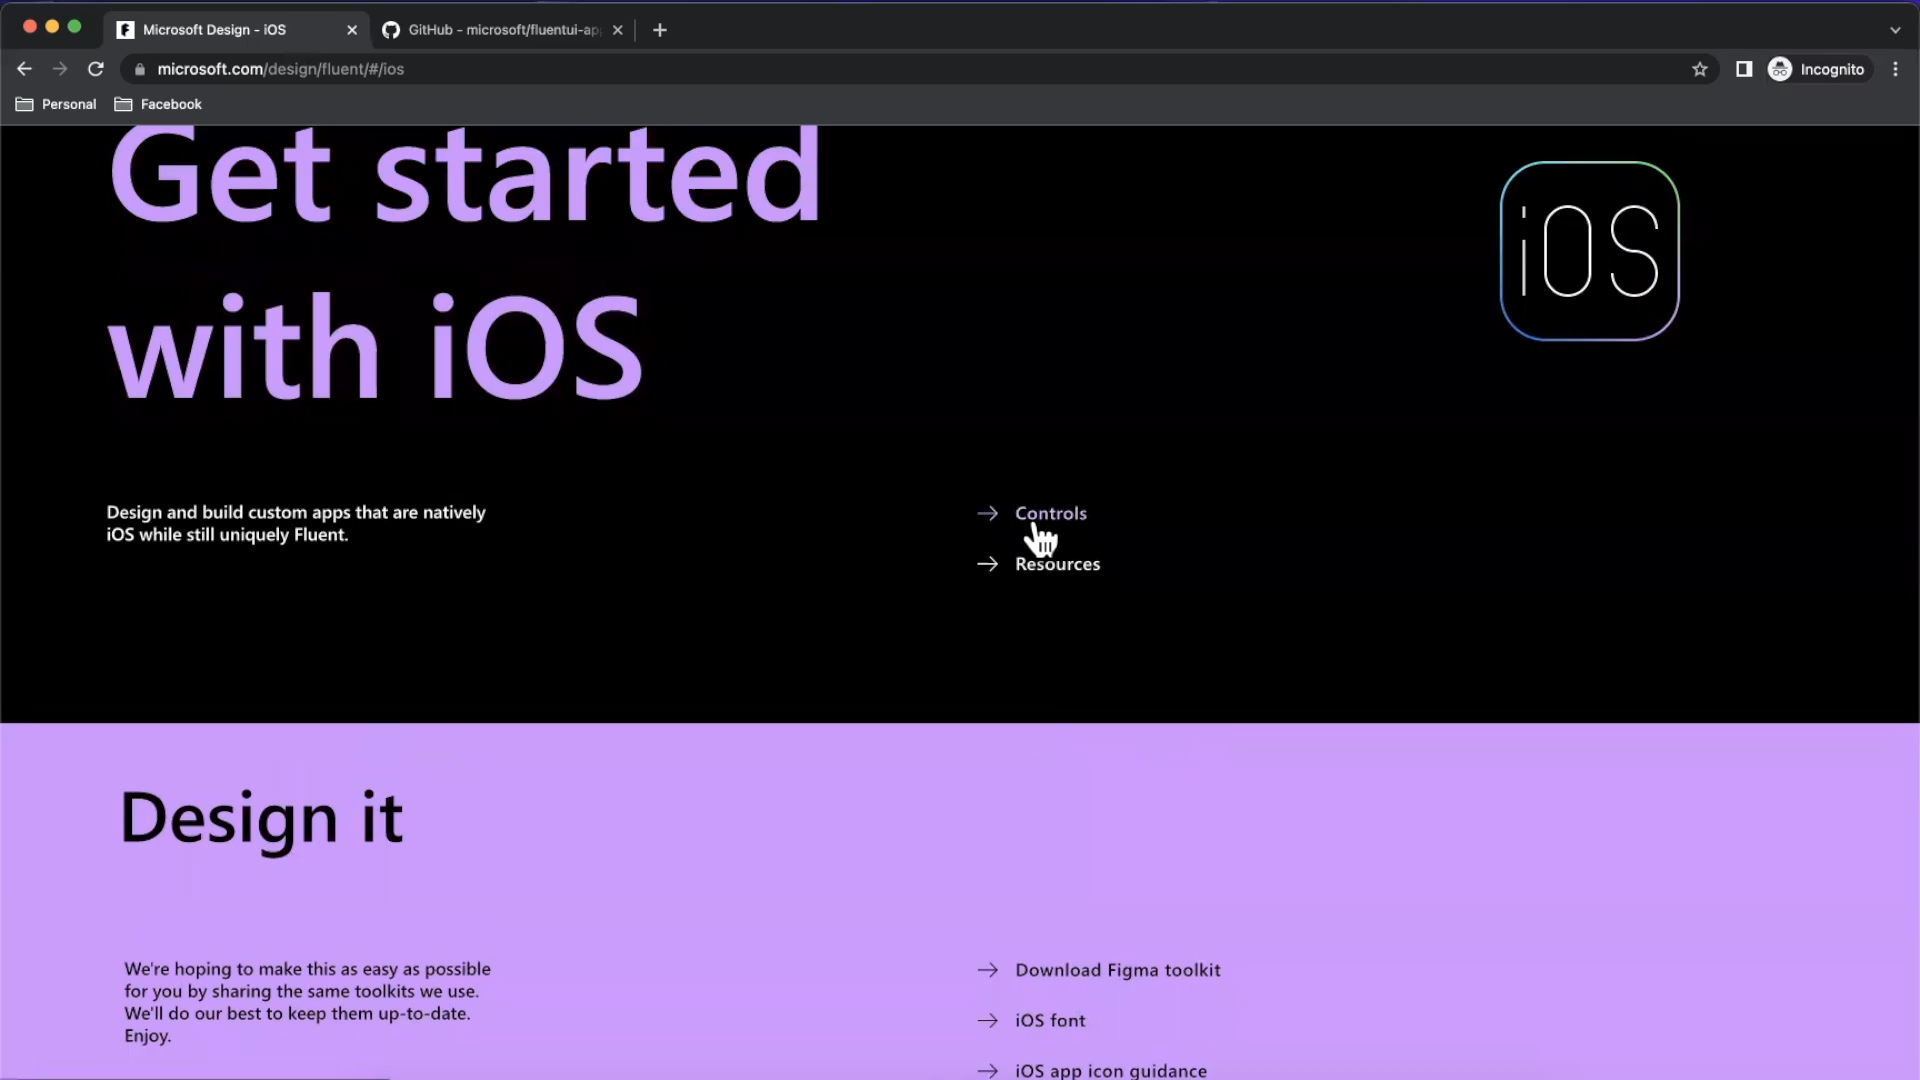 Microsoft Design - iOS
GitHub - microsoft/fluentui-ap
microsoft.com/design/fluent/#/ios
Incognito
Personal
Facebook
Get started
with iOS
iOS
Design and build custom apps that are natively
iOS while still uniquely Fluent.
Controls
Resources
Design it
We're hoping to make this as easy as possible
for you by sharing the same toolkits we use.
We'll do our best to keep them up-to-date.
Enjoy.
Download Figma toolkit
iOS font
iOS app icon guidance